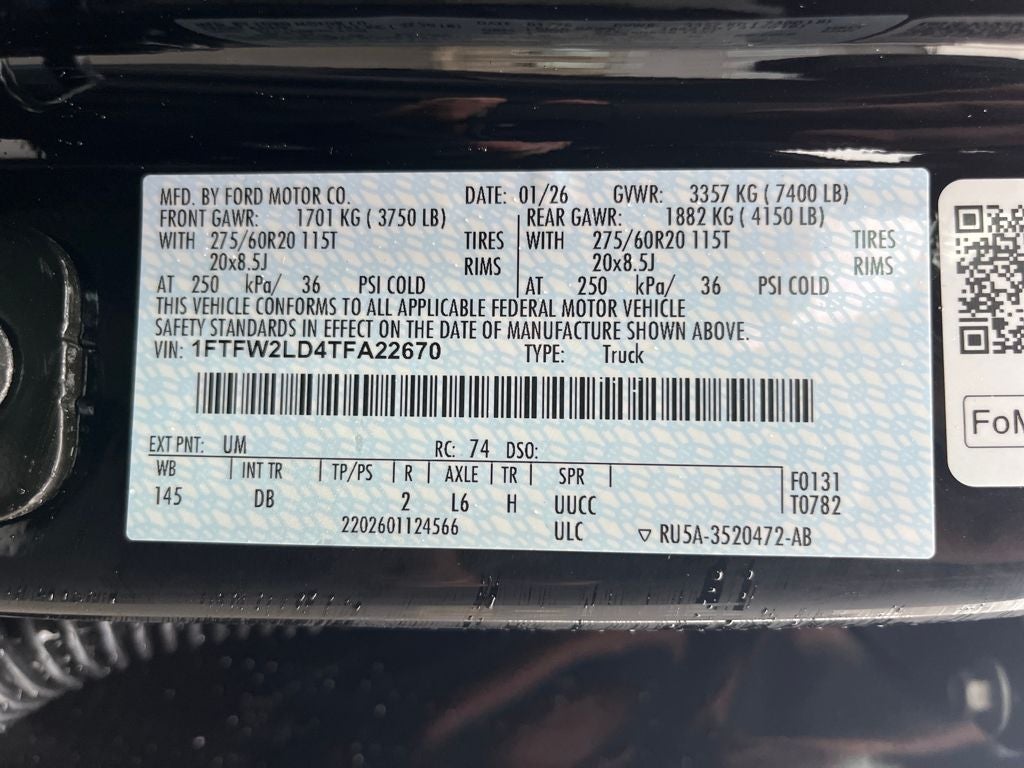 MFD. BY FORD MOTOR CO. DATE: 01/26 GVWR: 3357 KG ( 7400 LB)
FRONT GAWR: 1701 KG ( 3750 LB) REAR GAWR: 1882 KG ( 4150 LB)
WITH 275/60R20 115T TIRES WITH 275/60R20 115T TIRES
20x8.5J RIMS 20x8.5J RIMS
AT 250 kPa/ 36 PSI COLD AT 250 kPa/ 36 PSI COLD
THIS VEHICLE CONFORMS TO ALL APPLICABLE FEDERAL MOTOR VEHICLE
SAFETY STANDARDS IN EFFECT ON THE DATE OF MANUFACTURE SHOWN ABOVE.
VIN: 1FTFW2LD4TFA22670 TYPE: Truck
EXT PNT: UM RC: 74 DSO:
WB INT TR TP/PS R AXLE TR SPR F0131
145 DB 2 L6 H UUCC T0782
2202601124566 ULC ▽ RU5A-3520472-AB